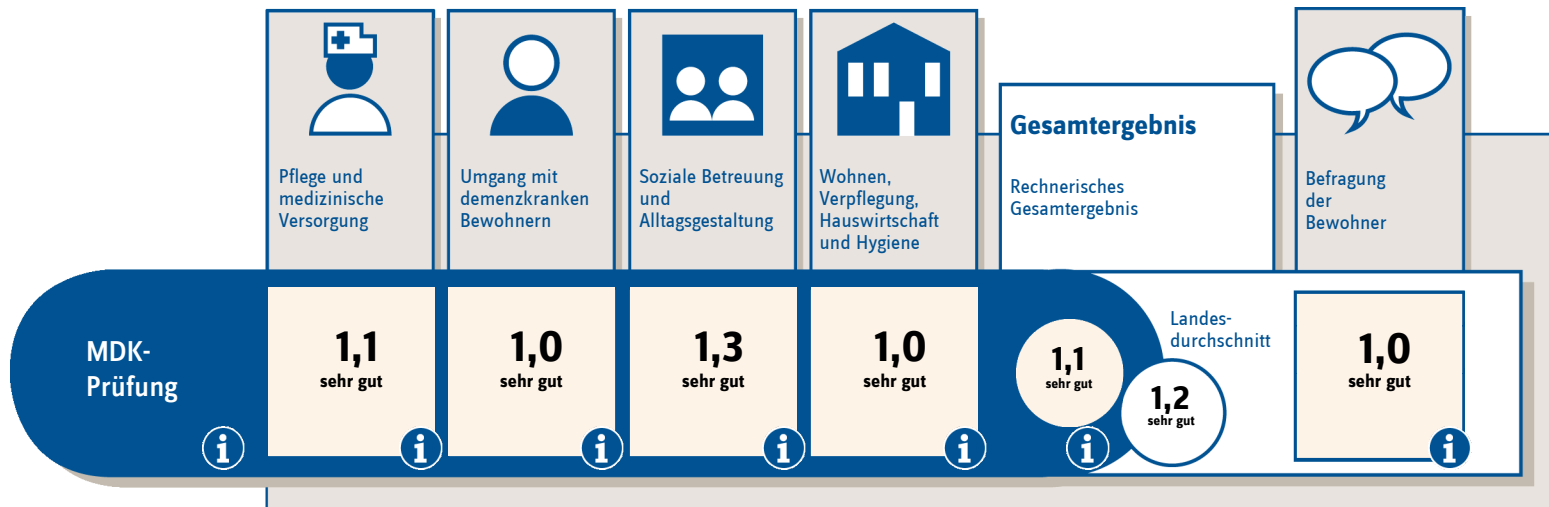 Pflege und
medizinische
Versorgung
Umgang mit
demenzkranken
Bewohnern
Soziale Betreuung
und
Alltagsgestaltung
Wohnen,
Verpflegung,
Hauswirtschaft
und Hygiene
Gesamtergebnis
Rechnerisches
Gesamtergebnis
Befragung
der
Bewohner
MDK-
Prüfung
i
1,1
sehr gut
i
1,0
sehr gut
i
1,3
sehr gut
i
1,0
sehr gut
i
1,1
sehr gut
i
Landes-
durchschnitt
1,2
sehr gut
1,0
sehr gut
i